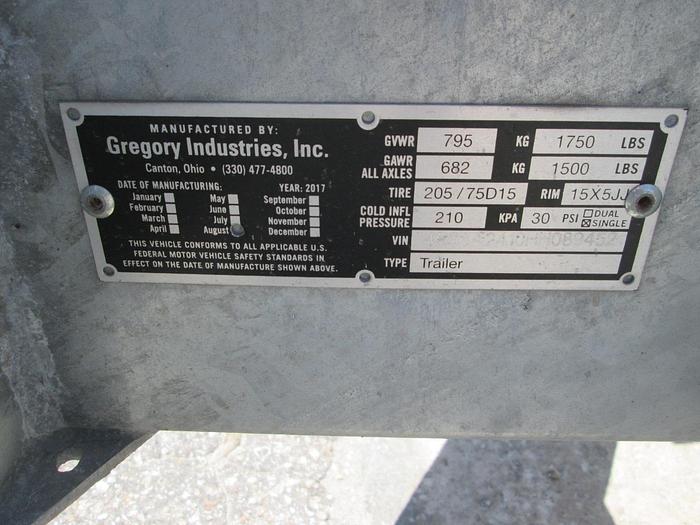 MANUFACTURED BY:
Gregory Industries, Inc.
Canton, Ohio • (330) 477-4800
DATE OF MANUFACTURING: YEAR: 2017
January May September
February June October
March July November
April August December
THIS VEHICLE CONFORMS TO ALL APPLICABLE U.S.
FEDERAL MOTOR VEHICLE SAFETY STANDARDS IN
EFFECT ON THE DATE OF MANUFACTURE SHOWN ABOVE.
GVWR 795 KG 1750 LBS
GAWR
ALL AXLES 682 KG 1500 LBS
TIRE 205/75D15 RIM 15X5JJ
COLD INFL
PRESSURE 210 KPA 30 PSI DUAL
SINGLE
VIN
TYPE Trailer